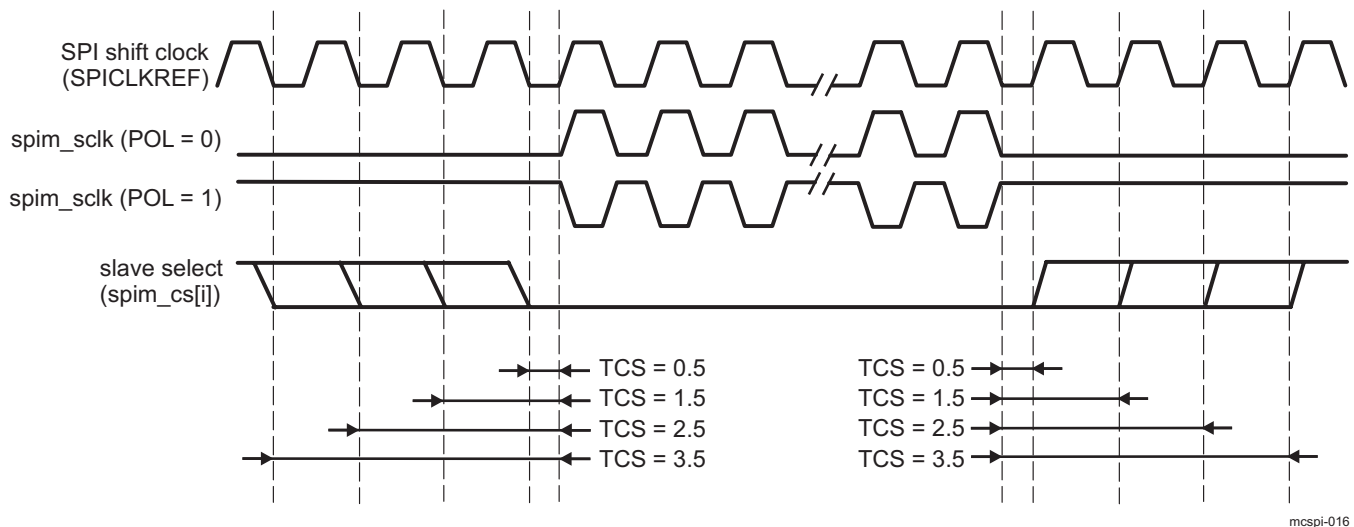 SPI shift clock
(SPICLKREF)
spim_sclk (POL = 0)
spim_sclk (POL = 1)
slave select
(spim_cs[i])
TCS = 0.5
TCS = 1.5
TCS = 2.5
TCS = 3.5
TCS = 0.5
TCS = 1.5
TCS = 2.5
TCS = 3.5
mcspi-016